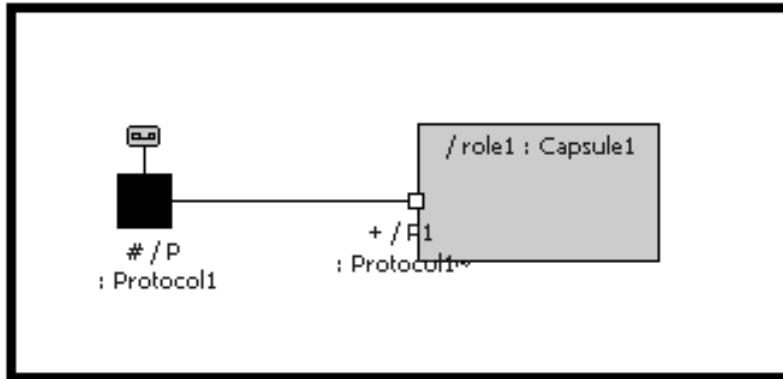 / role1 : Capsule1
# / P
: Protocol1
+ / P1
: Protocol1~